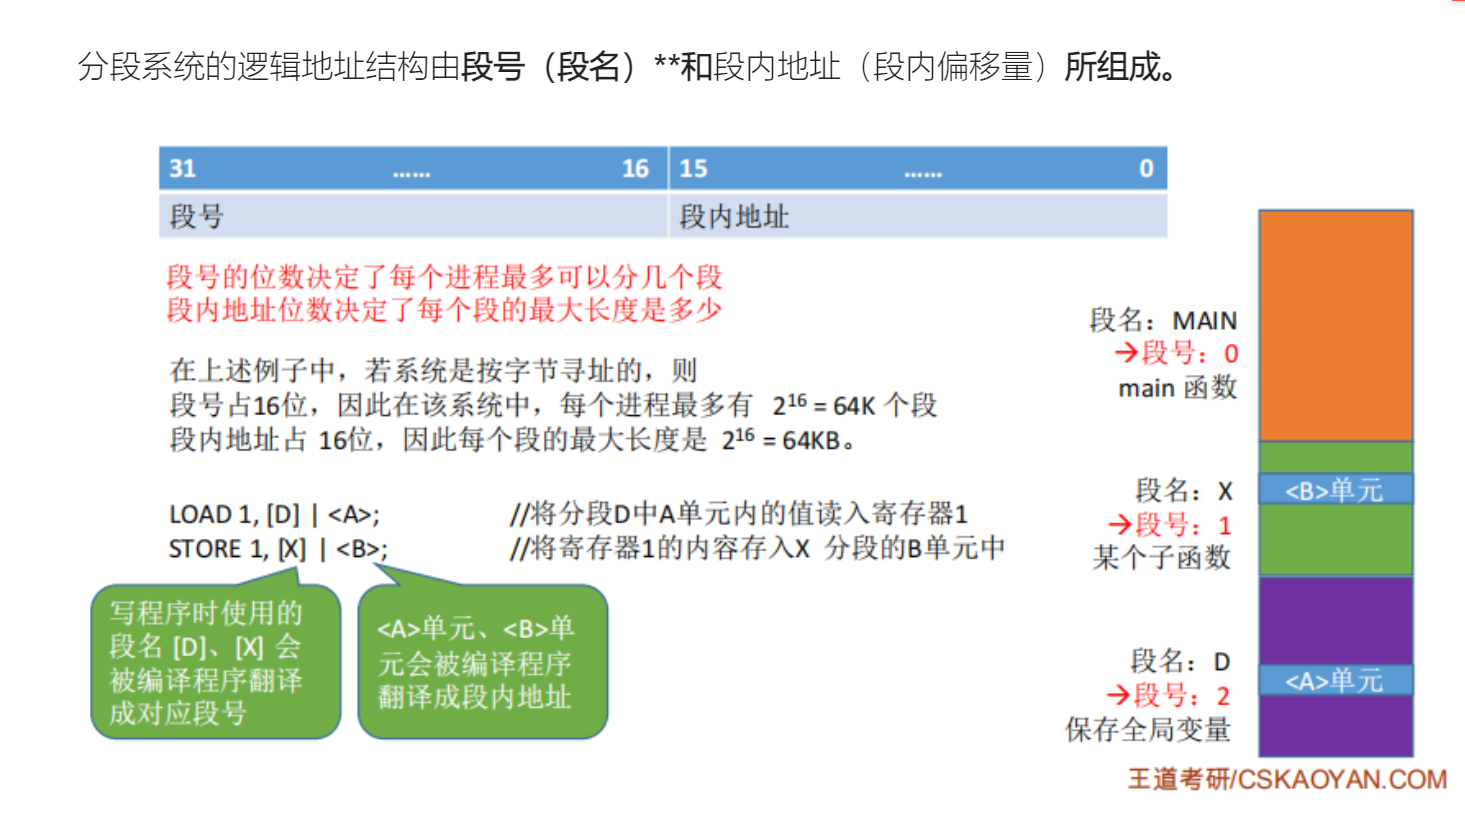 分段系统的逻辑地址结构由段号（段名）**和段内地址（段内偏移量）所组成。
31 …… 16 15 …… 0
段号 段内地址
段号的位数决定了每个进程最多可以分几个段
段内地址位数决定了每个段的最大长度是多少
在上述例子中，若系统是按字节寻址的，则
段号占16位，因此在该系统中，每个进程最多有 2¹⁶ = 64K 个段
段内地址占 16位，因此每个段的最大长度是 2¹⁶ = 64KB。
LOAD 1, [D] | <A>; //将分段D中A单元内的值读入寄存器1
STORE 1, [X] | <B>; //将寄存器1的内容存入X 分段的B单元中
写程序时使用的
段名 [D]、[X] 会
被编译程序翻译
成对应段号
<A>单元、<B>单
元会被编译程序
翻译成段内地址
段名：MAIN
→段号：0
main 函数
段名：X
→段号：1
某个子函数
<B>单元
段名：D
→段号：2
保存全局变量
<A>单元
王道考研/CSKAOYAN.COM